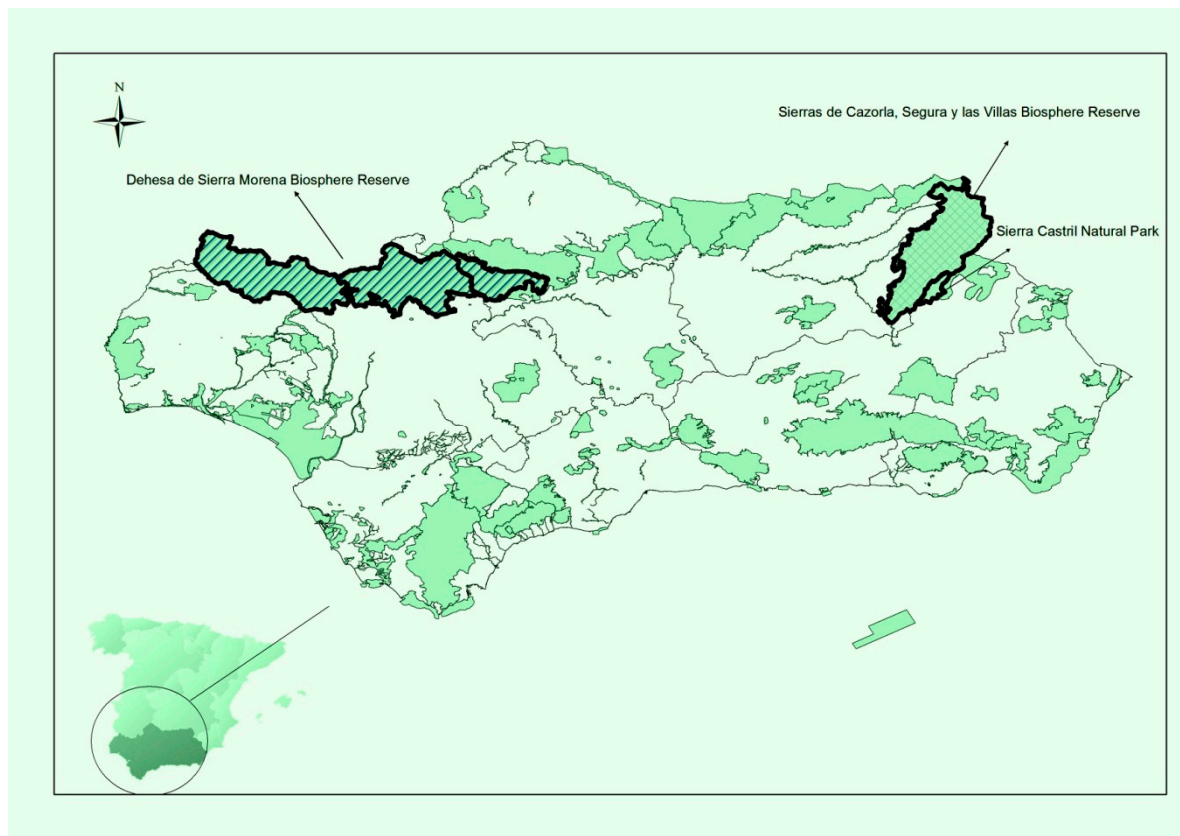 N
Sierras de Cazorla, Segura y las Villas Biosphere Reserve
Dehesa de Sierra Morena Biosphere Reserve
Sierra Castril Natural Park